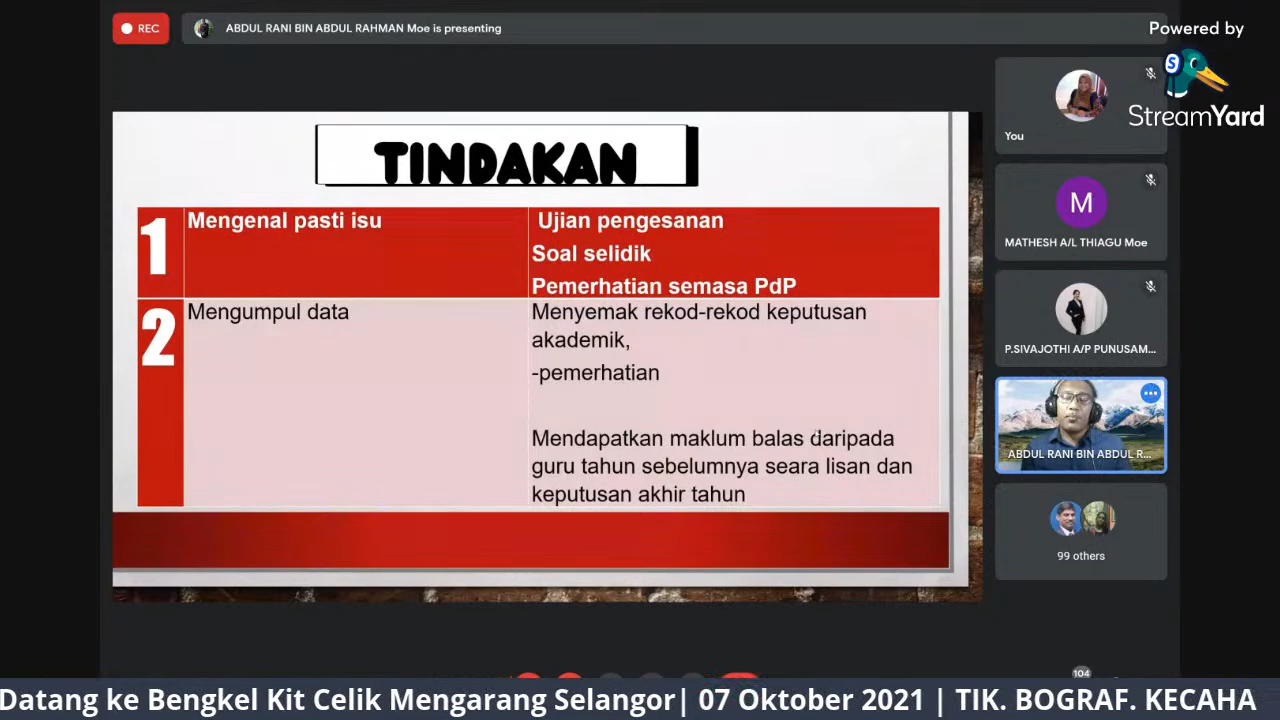 REC
ABDUL RANI BIN ABDUL RAHMAN Moe is presenting
Powered by
StreamYard
You
M
MATHESH A/L THIAGU Moe
P.SIVAJOTHI A/P PUNUSAM...
ABDUL RANI BIN ABDUL R...
99 others
TINDAKAN
1
Mengenal pasti isu
Ujian pengesanan
Soal selidik
Pemerhatian semasa PdP
2
Mengumpul data
Menyemak rekod-rekod keputusan
akademik,
-pemerhatian
Mendapatkan maklum balas daripada
guru tahun sebelumnya seara lisan dan
keputusan akhir tahun
104
Datang ke Bengkel Kit Celik Mengarang Selangor| 07 Oktober 2021 | TIK. BOGRAF. KECAHA